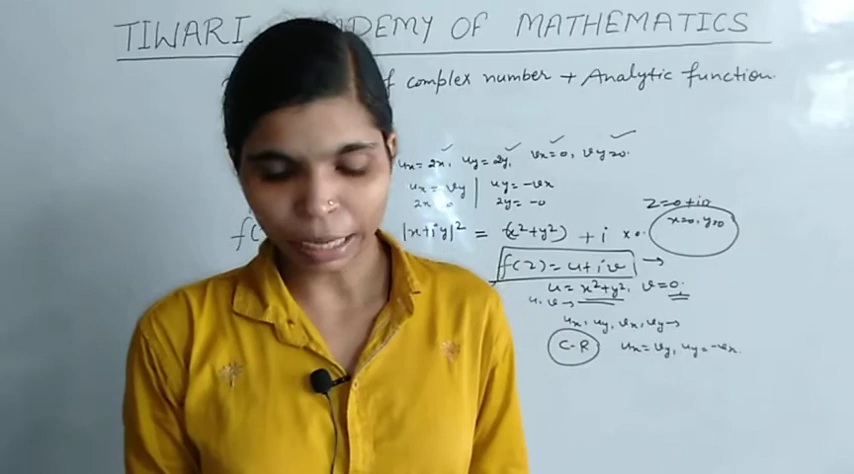 TIWARI ACADEMY OF MATHEMATICS
of complex number + Analytic function.
ux = 2x, uy = 2y, vx = 0, vy = 0.
ux = vy | uy = -vx
2x 0 | 2y = -0
z = 0 + i0
x=0, y=0
|x+iy|² = (x²+y²) + i x 0.
f(z) = u + iv →
u = x²+y², v = 0.
u, v →
ux, uy, vx, vy →
C-R ux = vy, uy = -vx.